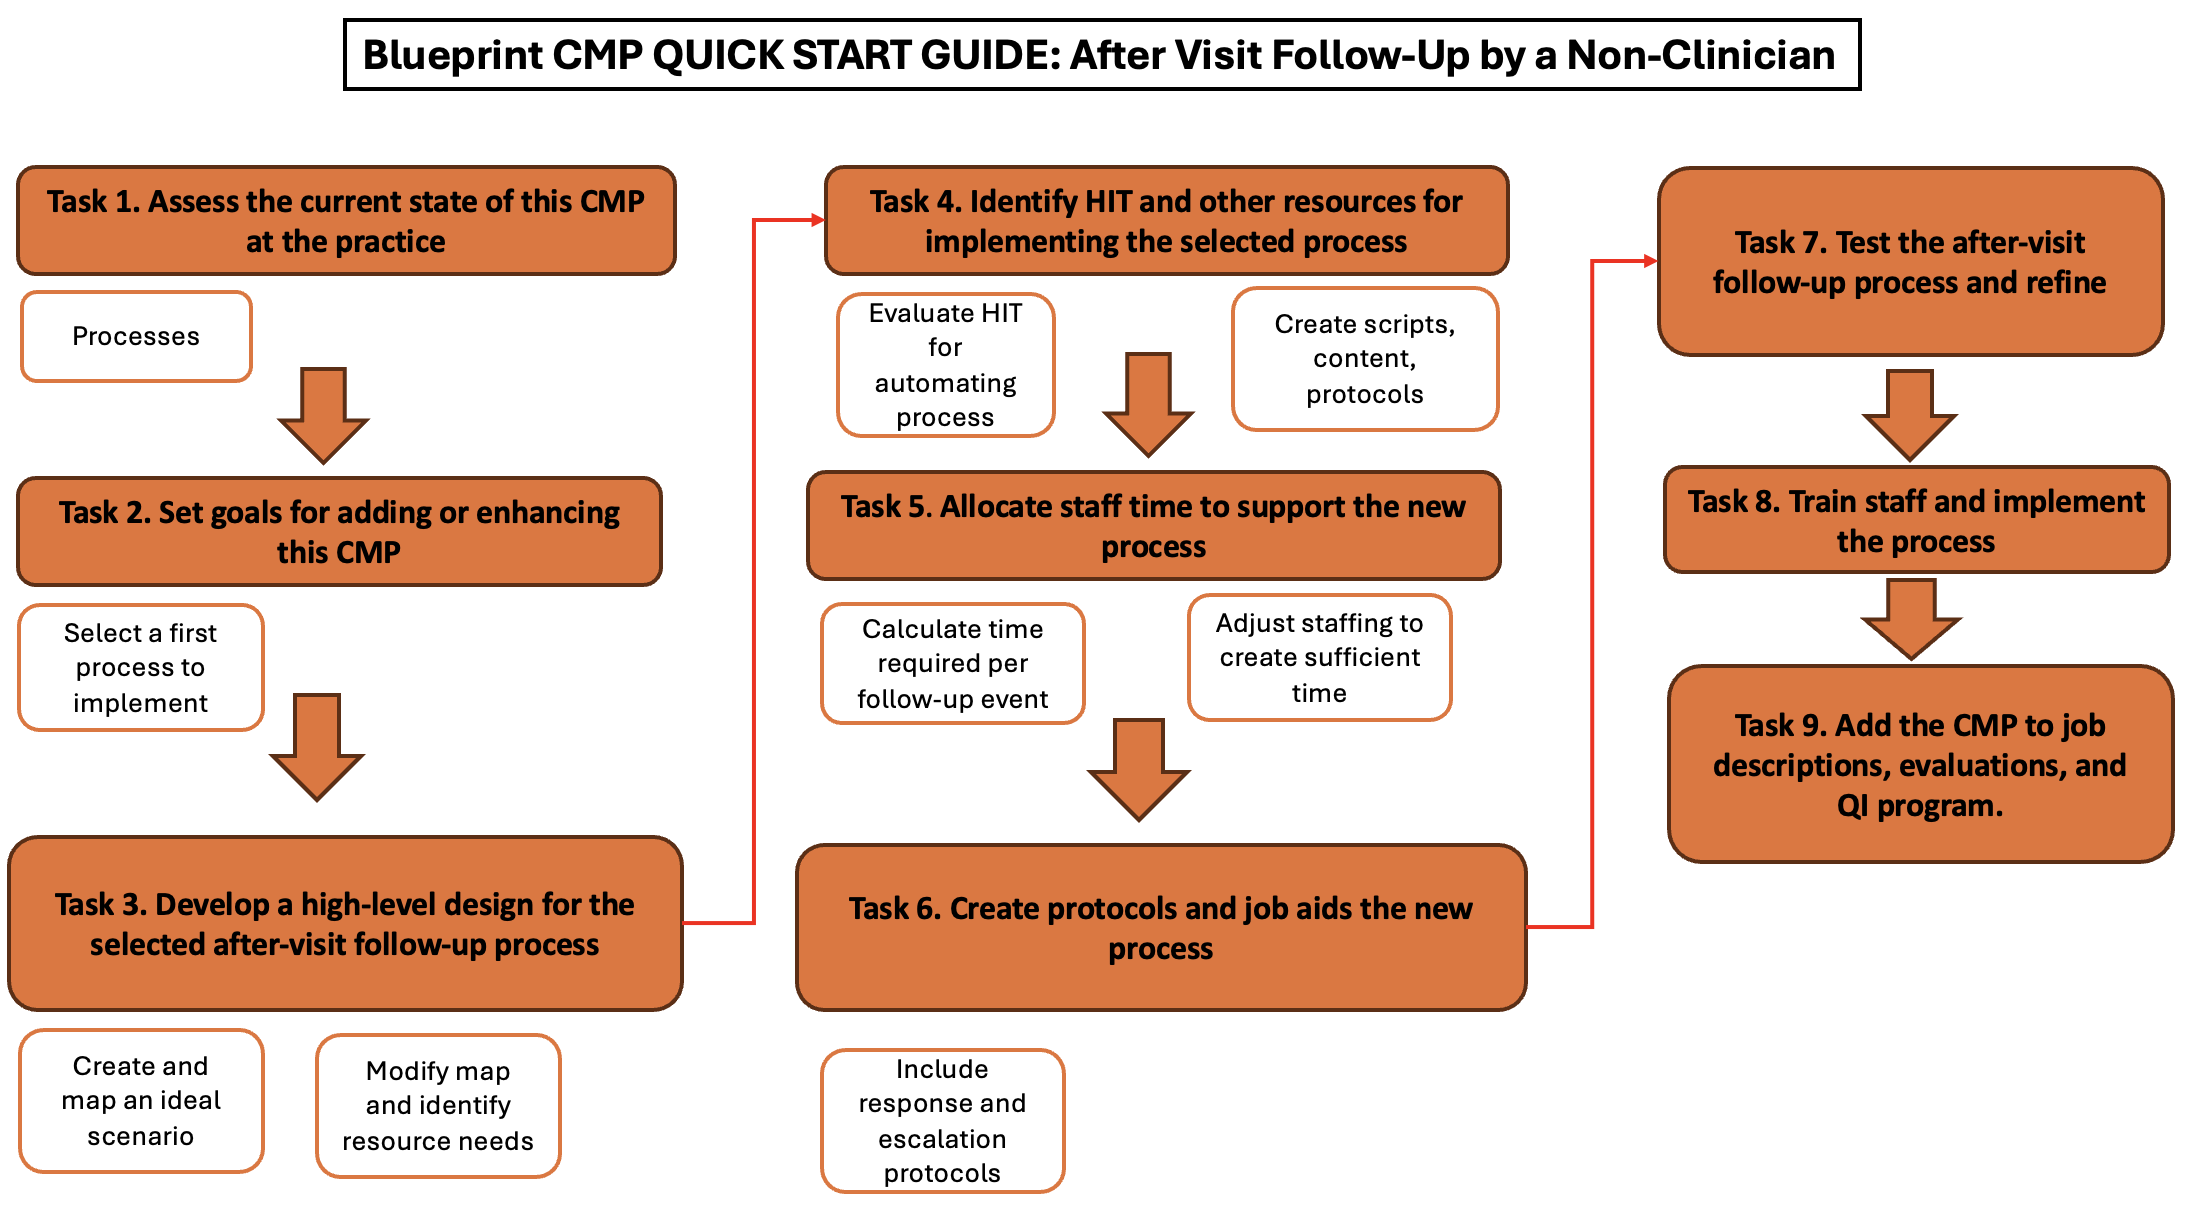 Blueprint CMP QUICK START GUIDE: After Visit Follow-Up by a Non-Clinician
Task 1. Assess the current state of this CMP
at the practice
Processes
Task 2. Set goals for adding or enhancing
this CMP
Select a first
process to
implement
Task 3. Develop a high-level design for the
selected after-visit follow-up process
Create and
map an ideal
scenario
Modify map
and identify
resource needs
Task 4. Identify HIT and other resources for
implementing the selected process
Evaluate HIT
for
automating
process
Create scripts,
content,
protocols
Task 5. Allocate staff time to support the new
process
Calculate time
required per
follow-up event
Adjust staffing to
create sufficient
time
Task 6. Create protocols and job aids the new
process
Include
response and
escalation
protocols
Task 7. Test the after-visit
follow-up process and refine
Task 8. Train staff and implement
the process
Task 9. Add the CMP to job
descriptions, evaluations, and
QI program.